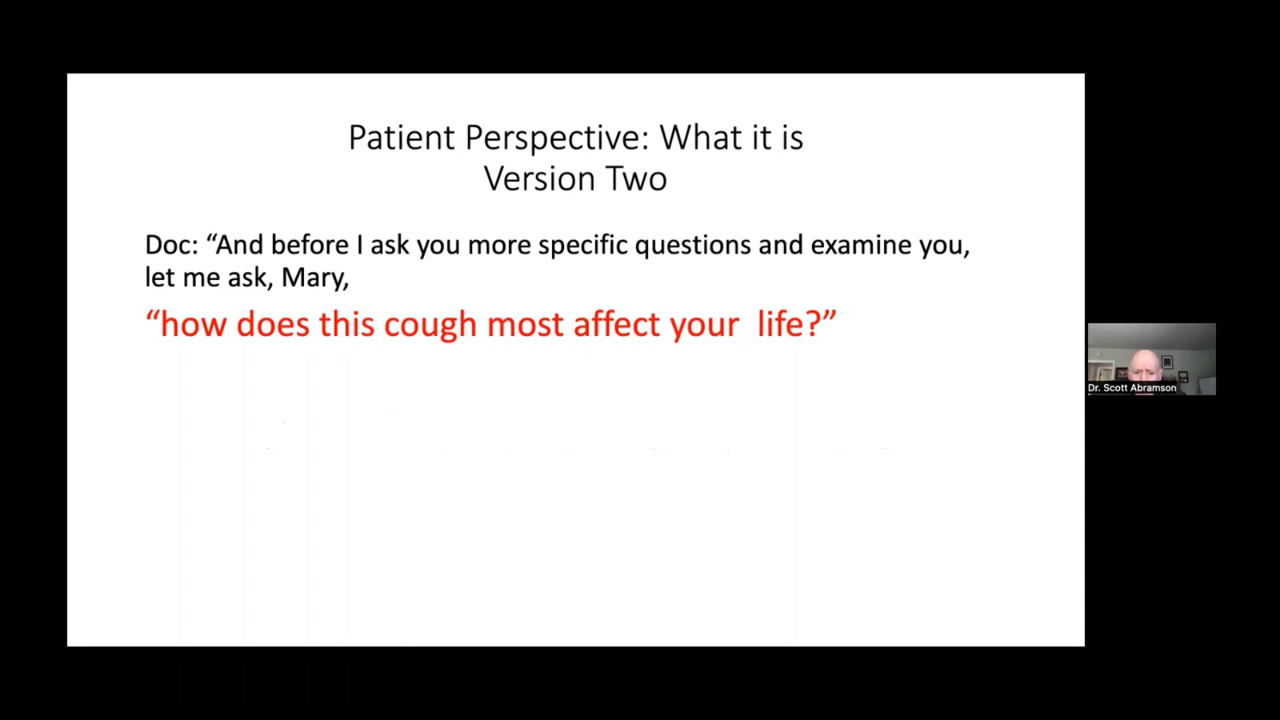 Patient Perspective: What it is
Version Two
Doc: “And before I ask you more specific questions and examine you,
let me ask, Mary,
“how does this cough most affect your life?”
Dr. Scott Abramson